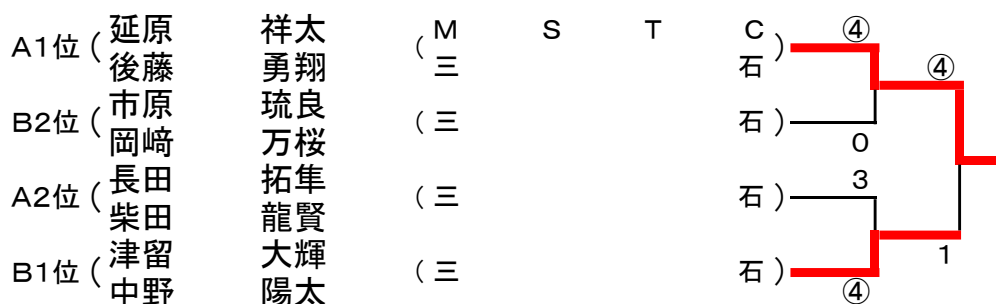 A1位 ( 延原 祥太 ( M S T C ) ④
後藤 勇翔 三 石 ④
B2位 ( 市原 琉良 ( 三 石 )
岡﨑 万桜 0
A2位 ( 長田 拓隼 ( 三 石 ) 3
柴田 龍賢
B1位 ( 津留 大輝 ( 三 石 ) 1
中野 陽太 ④